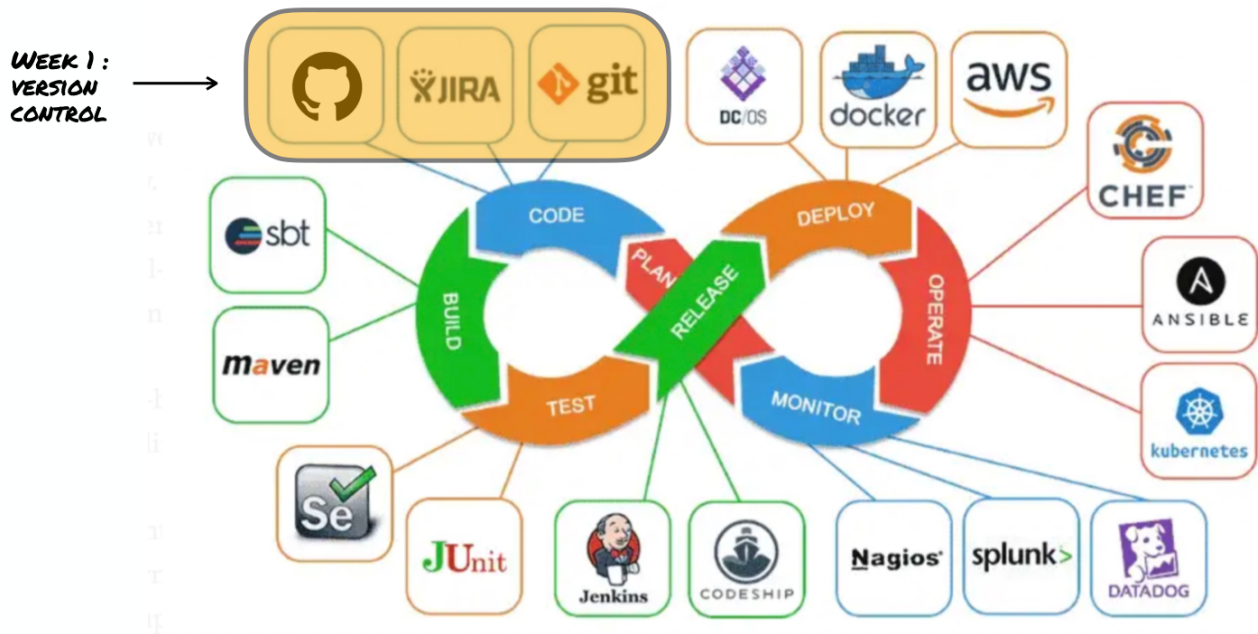 WEEK 1 :
VERSION
CONTROL
JIRA
git
DC/OS
docker
aws
CHEF
sbt
CODE
DEPLOY
PLAN
RELEASE
BUILD
OPERATE
ANSIBLE
maven
TEST
MONITOR
kubernetes
Se
JUnit
Jenkins
CODESHIP
Nagios®
splunk>
DATADOG